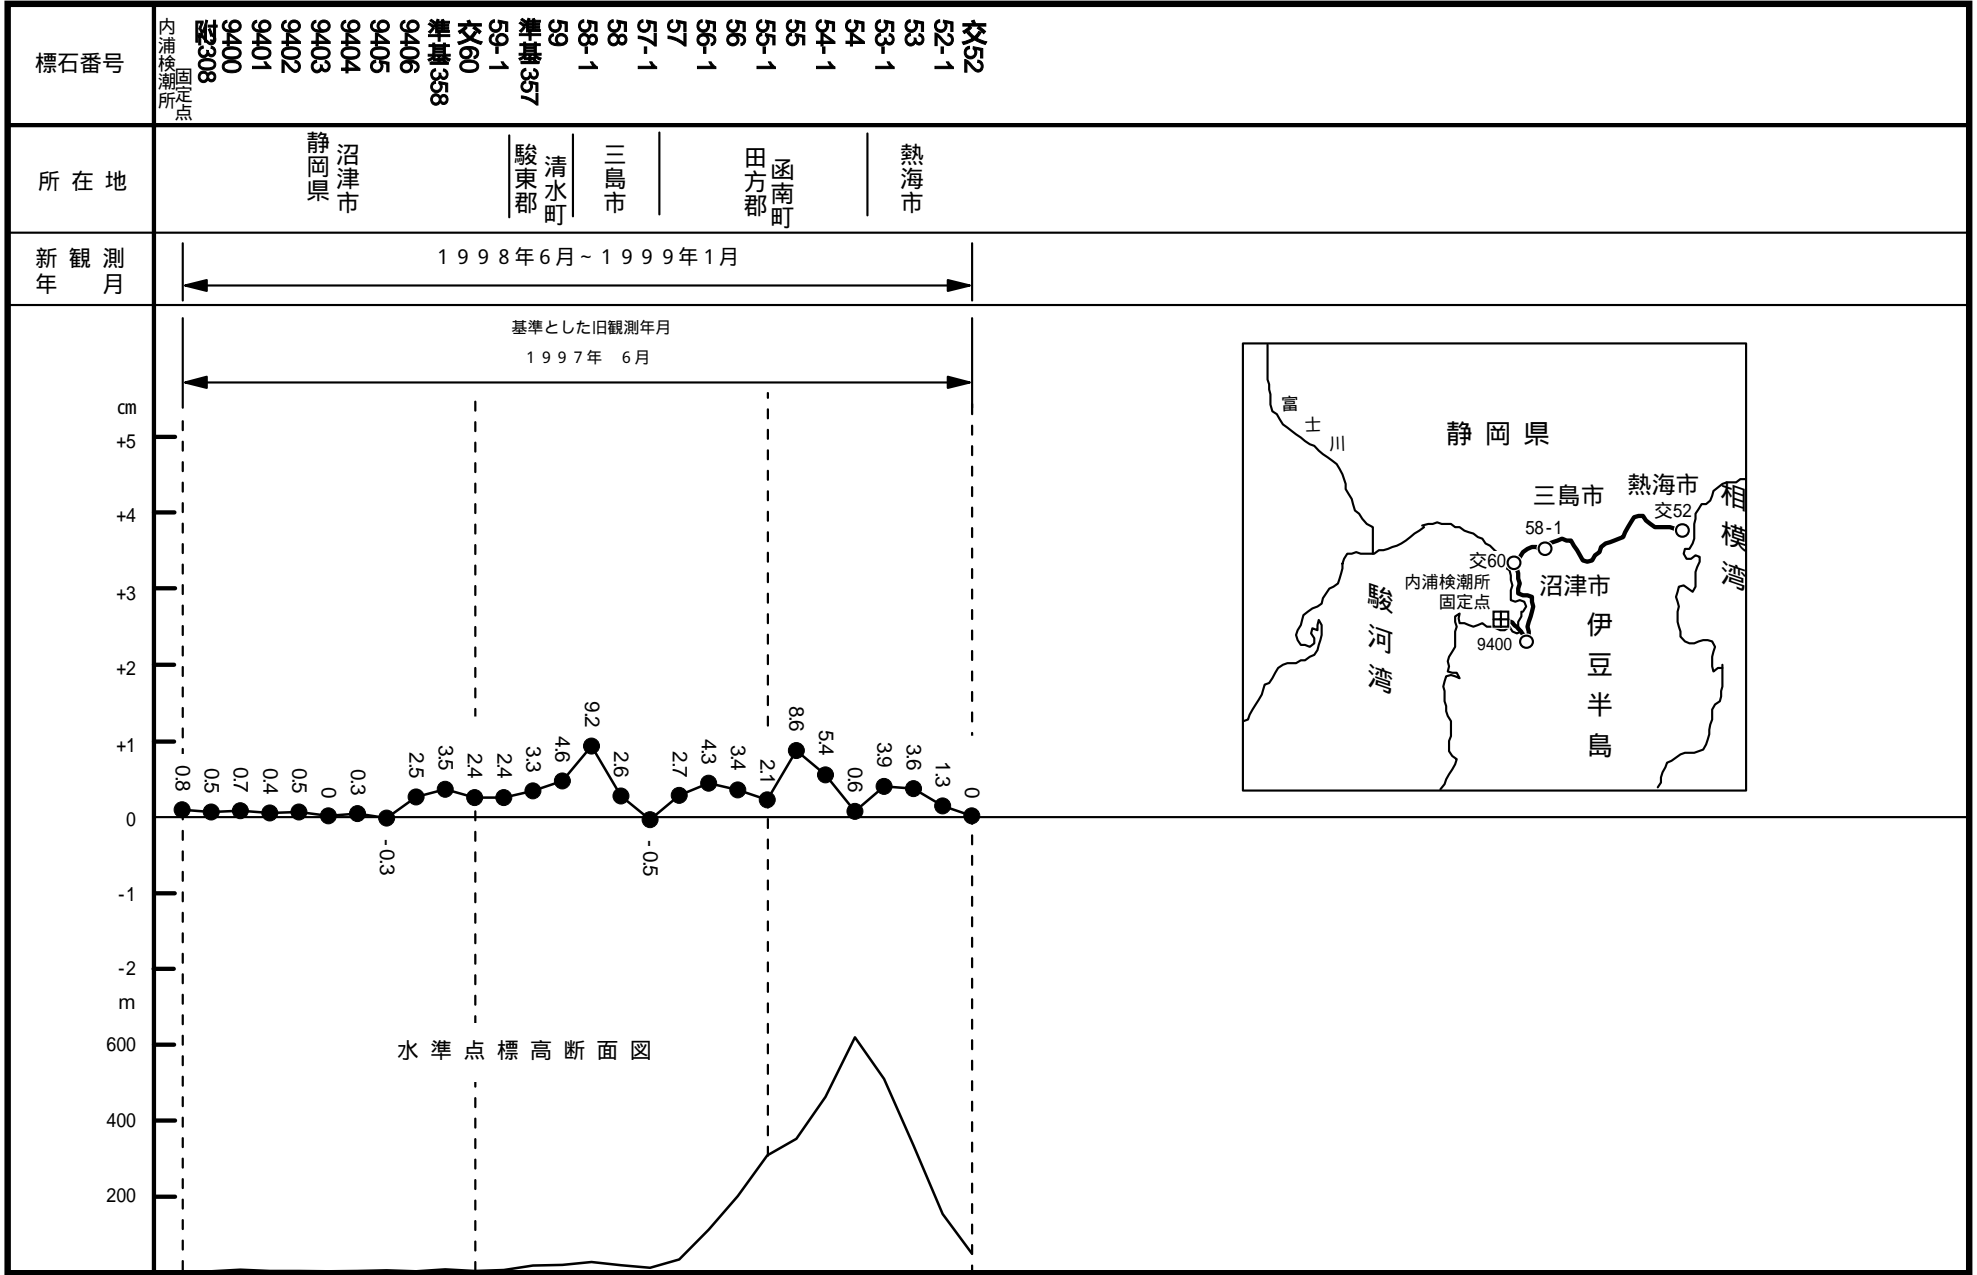 標石番号
内浦検潮所
固定点
附308
9400
9401
9402
9403
9404
9405
9406
準基358
交60
59-1
準基357
59
58-1
58
57-1
57
56-1
56
55-1
55
54-1
54
53-1
53
52-1
交52
所在地
静岡県
沼津市
駿東郡
清水町
三島市
田方郡
函南町
熱海市
新観測
年月
1998年6月~1999年1月
基準とした旧観測年月
1997年 6月
cm
+5
+4
+3
+2
+1
0
-1
-2
m
600
400
200
0.8
0.5
0.7
0.4
0.5
0
0.3
-0.3
2.5
3.5
2.4
2.4
3.3
4.6
9.2
2.6
-0.5
2.7
4.3
3.4
2.1
8.6
5.4
0.6
3.9
3.6
1.3
0
水準点標高断面図
富士川
静岡県
三島市
熱海市
交52
58-1
交60
内浦検潮所
固定点
9400
沼津市
駿河湾
伊豆半島
相模湾